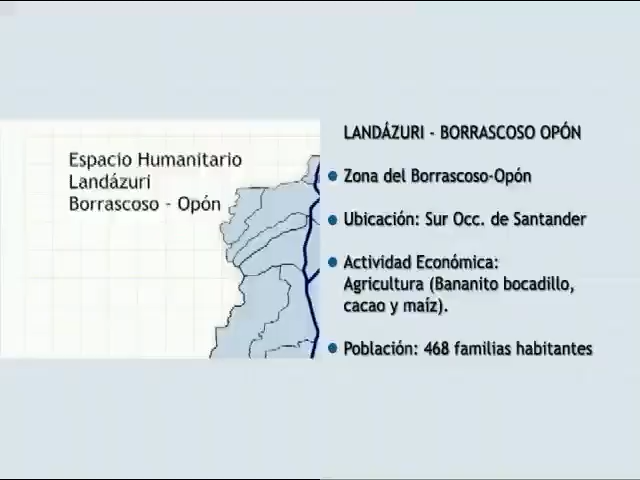 Espacio Humanitario
Landázuri
Borrascoso - Opón
LANDÁZURI - BORRASCOSO OPÓN
Zona del Borrascoso-Opón
Ubicación: Sur Occ. de Santander
Actividad Económica:
Agricultura (Bananito bocadillo,
cacao y maíz).
Población: 468 familias habitantes